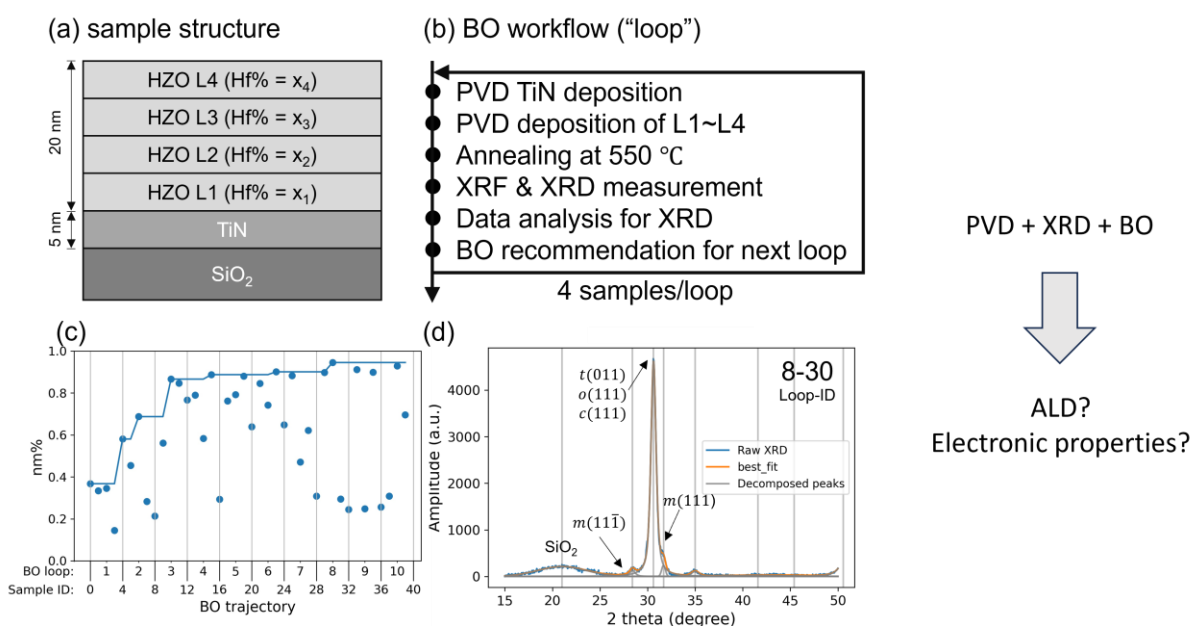 (a) sample structure
HZO L4 (Hf% = x₄)
HZO L3 (Hf% = x₃)
HZO L2 (Hf% = x₂)
HZO L1 (Hf% = x₁)
TiN
SiO₂
20 nm
5 nm
(b) BO workflow (“loop”)
PVD TiN deposition
PVD deposition of L1~L4
Annealing at 550 ℃
XRF & XRD measurement
Data analysis for XRD
BO recommendation for next loop
4 samples/loop
(c)
nm%
1.0
0.8
0.6
0.4
0.2
0.0
BO loop: 1 2 3 4 5 6 7 8 9 10
Sample ID: 0 4 8 12 16 20 24 28 32 36 40
BO trajectory
(d)
Amplitude (a.u.)
4000
3000
2000
1000
0
t(011)
o(111)
c(111)
8-30
Loop-ID
Raw XRD
best_fit
Decomposed peaks
m(111)
m(111̅)
SiO₂
15 20 25 30 35 40 45 50
2 theta (degree)
PVD + XRD + BO
ALD?
Electronic properties?